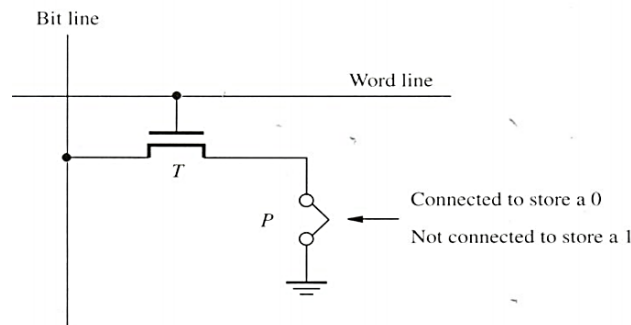 Bit line
Word line
T
P
Connected to store a 0
Not connected to store a 1